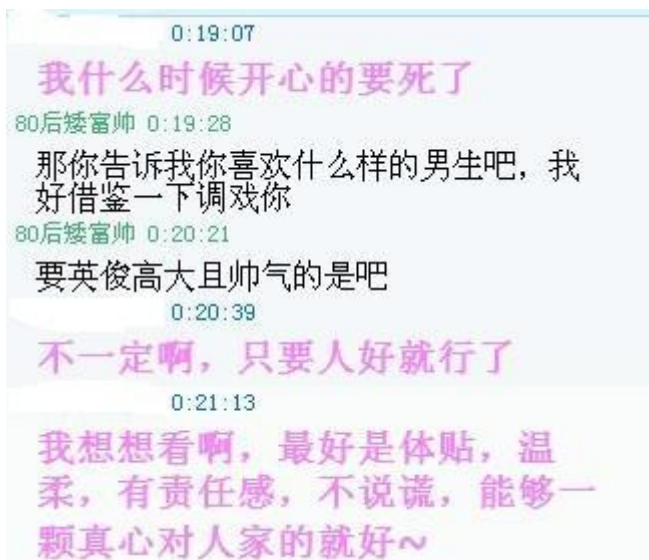 0:19:07
我什么时候开心的要死了
80后矮富帅 0:19:28
那你告诉我你喜欢什么样的男生吧，我
好借鉴一下调戏你
80后矮富帅 0:20:21
要英俊高大且帅气的是吧
0:20:39
不一定啊，只要人好就行了
0:21:13
我想想看啊，最好是体贴，温
柔，有责任感，不说谎，能够一
颗真心对人家的就好~